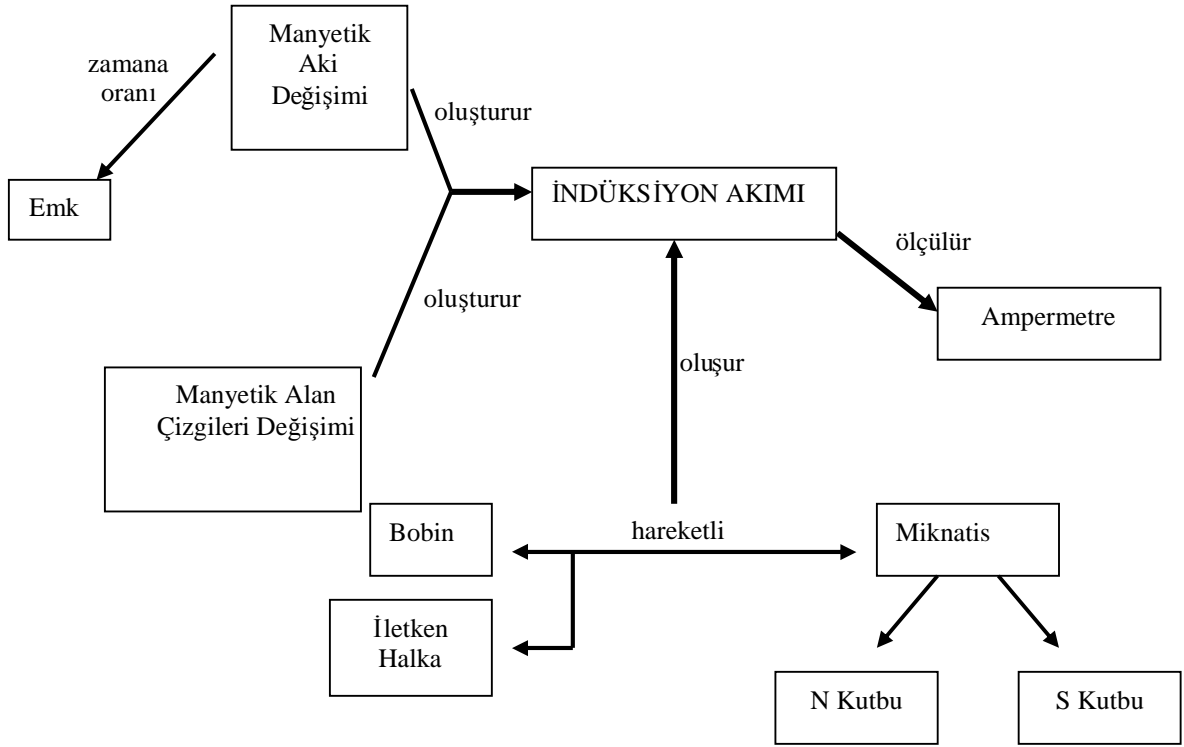 Manyetik
Aki
Değişimi
zamana
oranı
oluşturur
Emk
İNDÜKSİYON AKIMI
ölçülür
oluşturur
Ampermetre
oluşur
Manyetik Alan
Çizgileri Değişimi
Bobin
hareketli
Miknatis
İletken
Halka
N Kutbu
S Kutbu